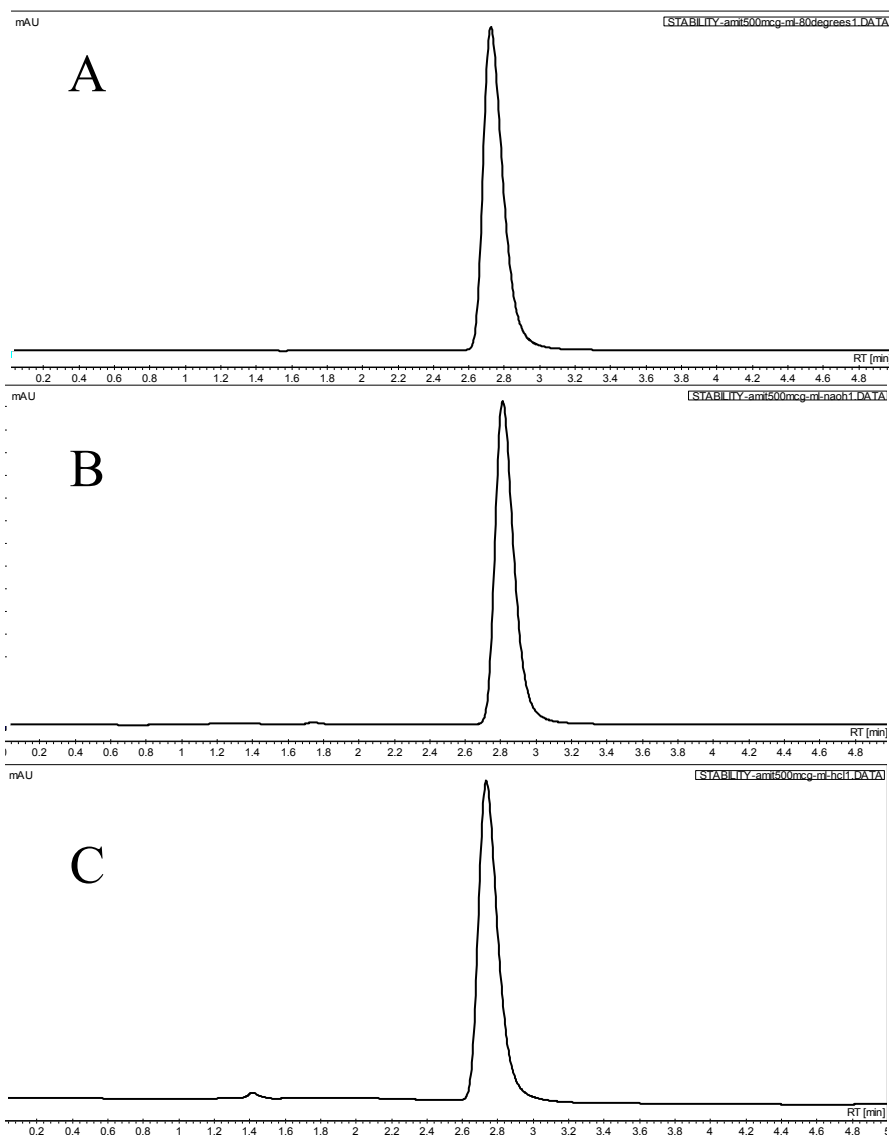 mAU STABILITY-amit500mcg-ml-80degrees1.DATA
A
RT [min]
0.2 0.4 0.6 0.8 1 1.2 1.4 1.6 1.8 2 2.2 2.4 2.6 2.8 3 3.2 3.4 3.6 3.8 4 4.2 4.4 4.6 4.8
mAU STABILITY-amit500mcg-ml-naoh1.DATA
B
RT [min]
0.2 0.4 0.6 0.8 1 1.2 1.4 1.6 1.8 2 2.2 2.4 2.6 2.8 3 3.2 3.4 3.6 3.8 4 4.2 4.4 4.6 4.8
mAU STABILITY-amit500mcg-ml-hcl1.DATA
C
RT [min]
0.2 0.4 0.6 0.8 1 1.2 1.4 1.6 1.8 2 2.2 2.4 2.6 2.8 3 3.2 3.4 3.6 3.8 4 4.2 4.4 4.6 4.8 5